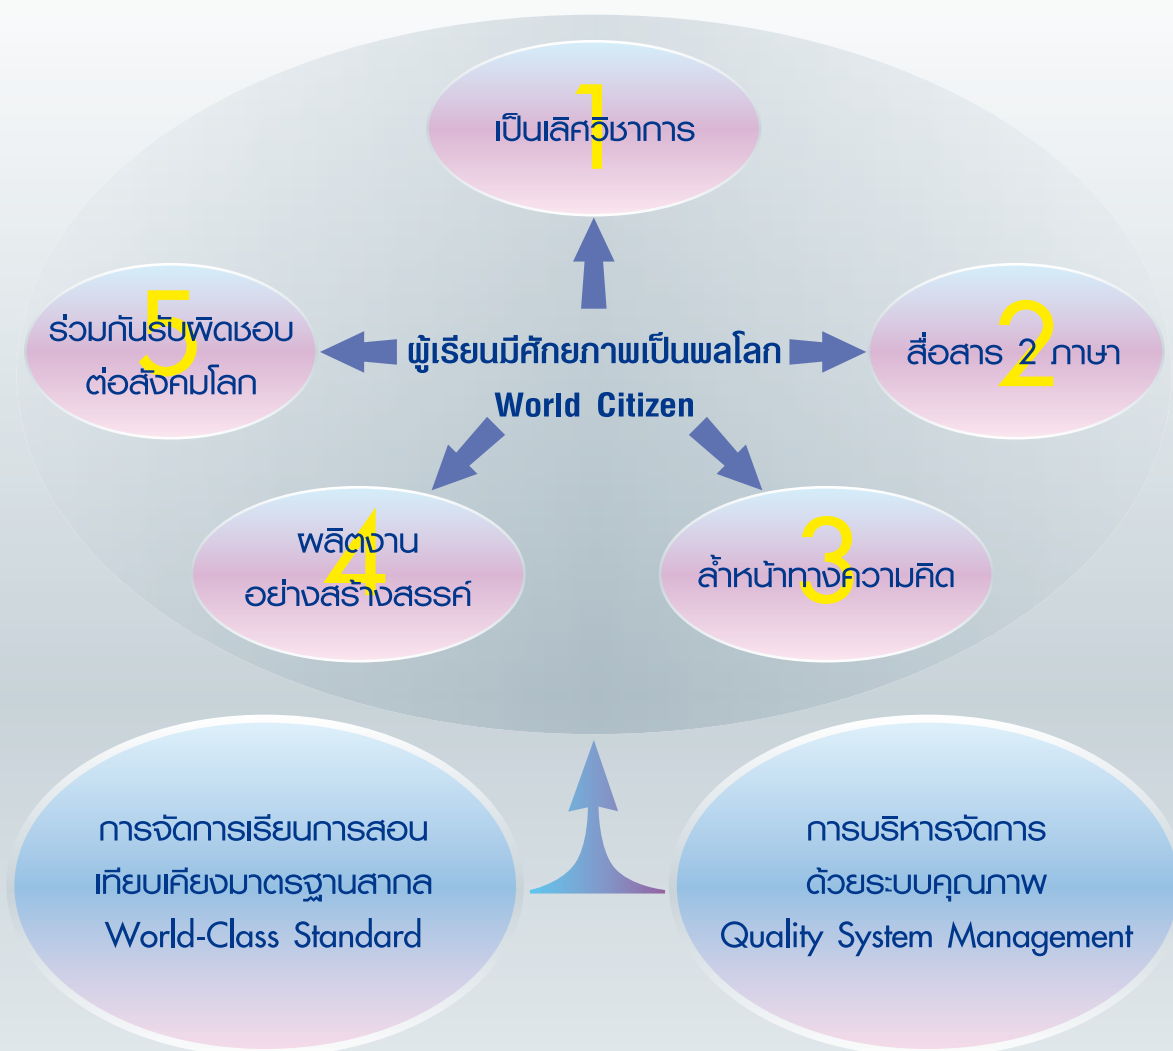 1
เป็นเลิศวิชาการ
5
ร่วมกันรับผิดชอบ
ต่อสังคมโลก
ผู้เรียนมีศักยภาพเป็นพลโลก
World Citizen
2
สื่อสาร 2 ภาษา
4
ผลิตงาน
อย่างสร้างสรรค์
3
ล้ำหน้าทางความคิด
การจัดการเรียนการสอน
เทียบเคียงมาตรฐานสากล
World-Class Standard
การบริหารจัดการ
ด้วยระบบคุณภาพ
Quality System Management